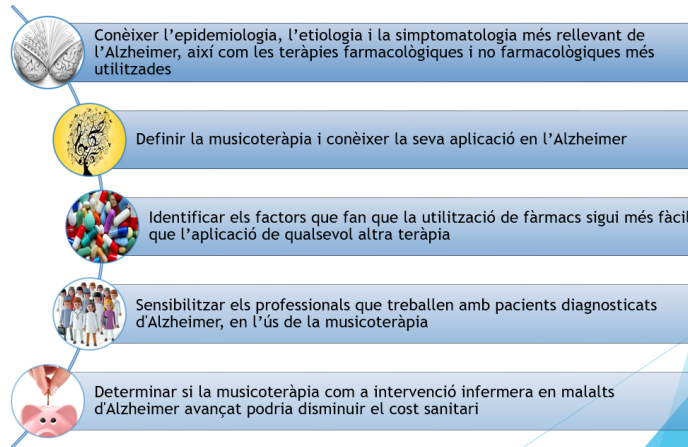 Conèixer l’epidemiologia, l’etiologia i la simptomatologia més rellevant de
l’Alzheimer, així com les teràpies farmacològiques i no farmacològiques més
utilitzades
Definir la musicoteràpia i conèixer la seva aplicació en l’Alzheimer
Identificar els factors que fan que la utilització de fàrmacs sigui més fàcil
que l’aplicació de qualsevol altra teràpia
Sensibilitzar els professionals que treballen amb pacients diagnosticats
d'Alzheimer, en l’ús de la musicoteràpia
Determinar si la musicoteràpia com a intervenció infermera en malalts
d'Alzheimer avançat podria disminuir el cost sanitari